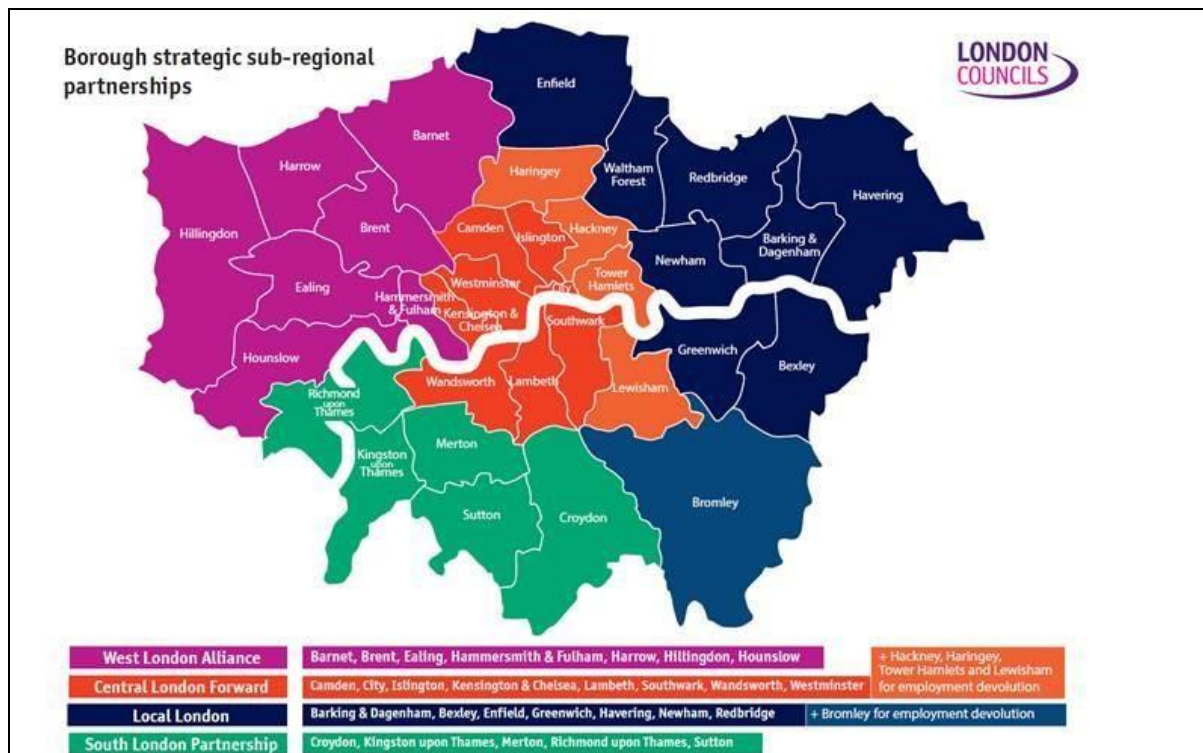 Borough strategic sub-regional
partnerships
LONDON
COUNCILS
Enfield
Barnet
Harrow
Haringey
Waltham
Forest
Redbridge
Havering
Hillingdon
Brent
Camden
Islington
Hackney
Barking &
Dagenham
Newham
Ealing
Westminster
City
Tower
Hamlets
Hammersmith
& Fulham
Kensington &
Chelsea
Southwark
Hounslow
Greenwich
Bexley
Richmond
upon
Thames
Wandsworth
Lambeth
Lewisham
Kingston
upon
Thames
Merton
Sutton
Croydon
Bromley
West London Alliance
Barnet, Brent, Ealing, Hammersmith & Fulham, Harrow, Hillingdon, Hounslow
+ Hackney, Haringey,
Tower Hamlets and Lewisham
for employment devolution
Central London Forward
Camden, City, Islington, Kensington & Chelsea, Lambeth, Southwark, Wandsworth, Westminster
Local London
Barking & Dagenham, Bexley, Enfield, Greenwich, Havering, Newham, Redbridge
+ Bromley for employment devolution
South London Partnership
Croydon, Kingston upon Thames, Merton, Richmond upon Thames, Sutton